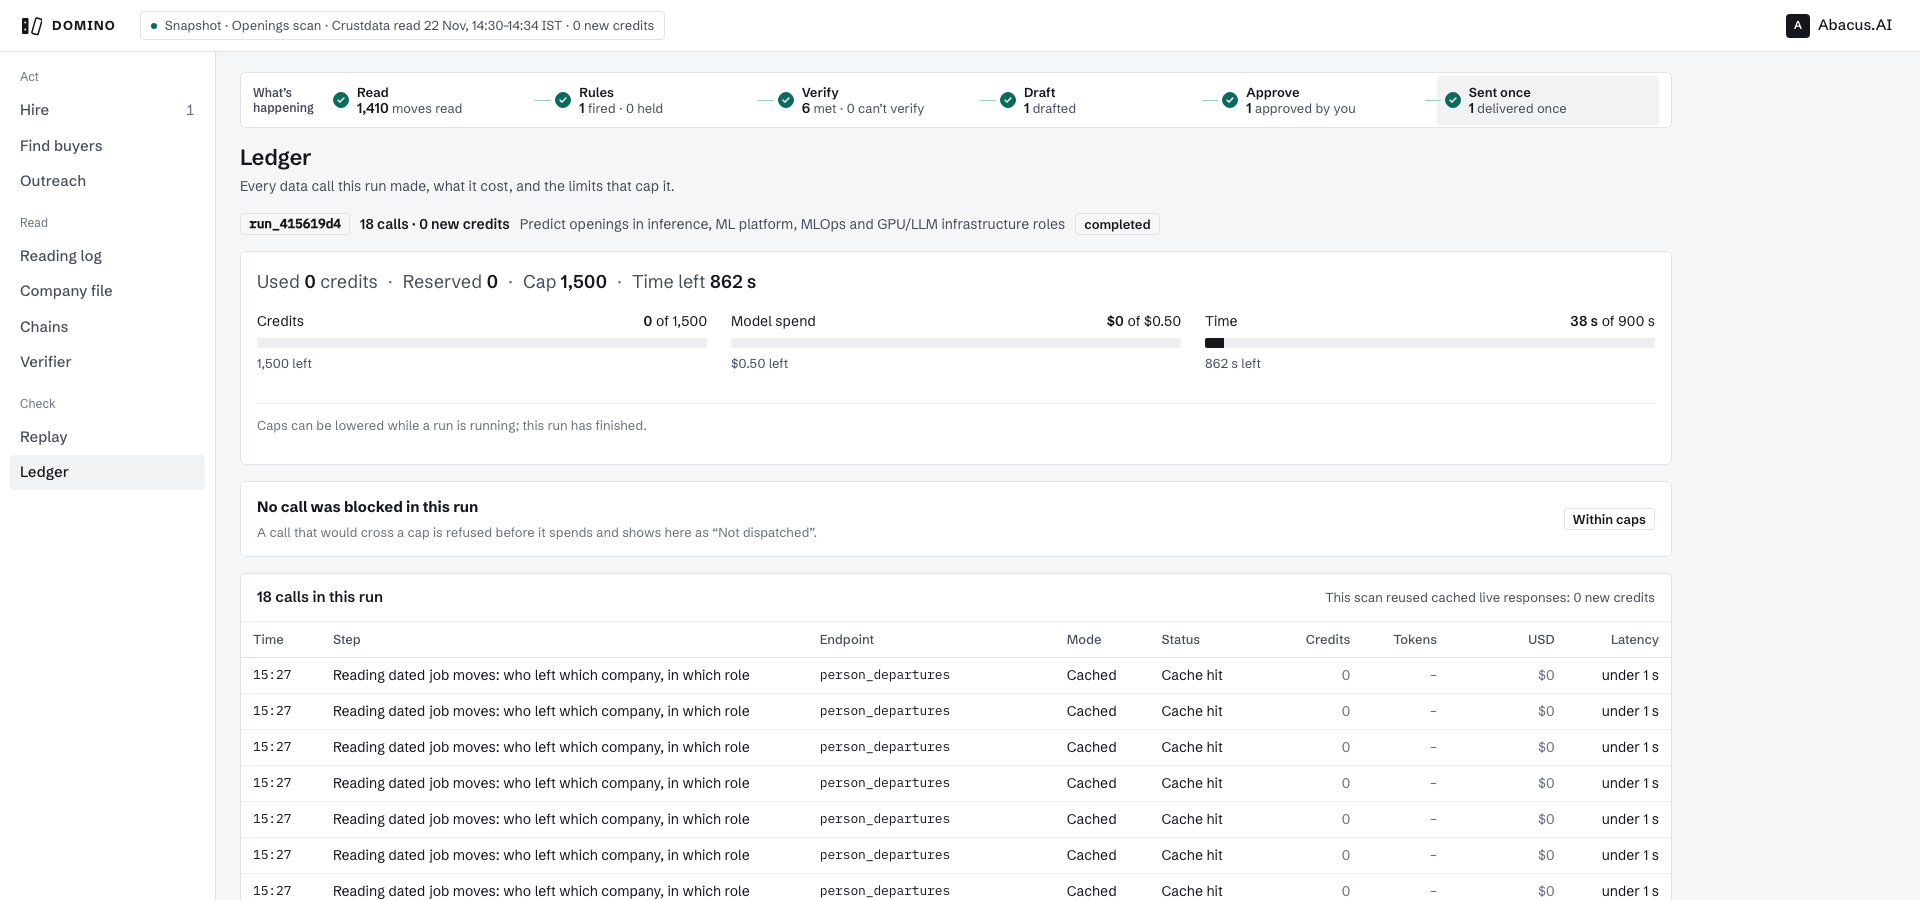 DOMINO
Snapshot · Openings scan · Crustdata read 22 Nov, 14:30–14:34 IST · 0 new credits
A Abacus.AI
Act
Hire 1
Find buyers
Outreach
Read
Reading log
Company file
Chains
Verifier
Check
Replay
Ledger
What's happening
Read
1,410 moves read
Rules
1 fired · 0 held
Verify
6 met · 0 can't verify
Draft
1 drafted
Approve
1 approved by you
Sent once
1 delivered once
Ledger
Every data call this run made, what it cost, and the limits that cap it.
run_415619d4 18 calls · 0 new credits Predict openings in inference, ML platform, MLOps and GPU/LLM infrastructure roles completed
Used 0 credits · Reserved 0 · Cap 1,500 · Time left 862 s
Credits 0 of 1,500
1,500 left
Model spend $0 of $0.50
$0.50 left
Time 38 s of 900 s
862 s left
Caps can be lowered while a run is running; this run has finished.
No call was blocked in this run
A call that would cross a cap is refused before it spends and shows here as “Not dispatched”.
Within caps
18 calls in this run This scan reused cached live responses: 0 new credits
Time Step Endpoint Mode Status Credits Tokens USD Latency
15:27 Reading dated job moves: who left which company, in which role person_departures Cached Cache hit 0 – $0 under 1 s
15:27 Reading dated job moves: who left which company, in which role person_departures Cached Cache hit 0 – $0 under 1 s
15:27 Reading dated job moves: who left which company, in which role person_departures Cached Cache hit 0 – $0 under 1 s
15:27 Reading dated job moves: who left which company, in which role person_departures Cached Cache hit 0 – $0 under 1 s
15:27 Reading dated job moves: who left which company, in which role person_departures Cached Cache hit 0 – $0 under 1 s
15:27 Reading dated job moves: who left which company, in which role person_departures Cached Cache hit 0 – $0 under 1 s
15:27 Reading dated job moves: who left which company, in which role person_departures Cached Cache hit 0 – $0 under 1 s